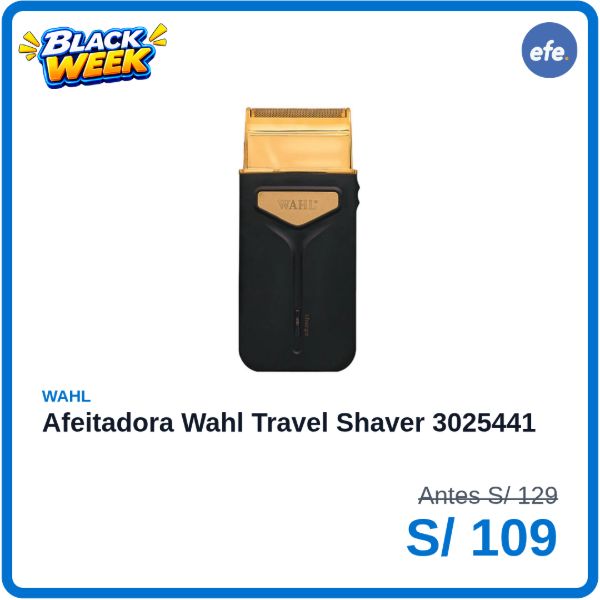 BLACK
WEEK
efe.
WAHL
WAHL
Afeitadora Wahl Travel Shaver 3025441
Antes S/ 129
S/ 109